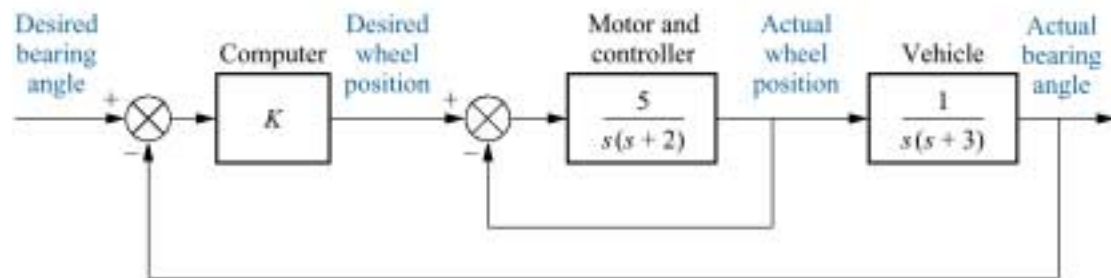 Desired
bearing
angle
Computer
Desired
wheel
position
Motor and
controller
Actual
wheel
position
Vehicle
Actual
bearing
angle
+
−
K
+
−
5
s(s + 2)
1
s(s + 3)